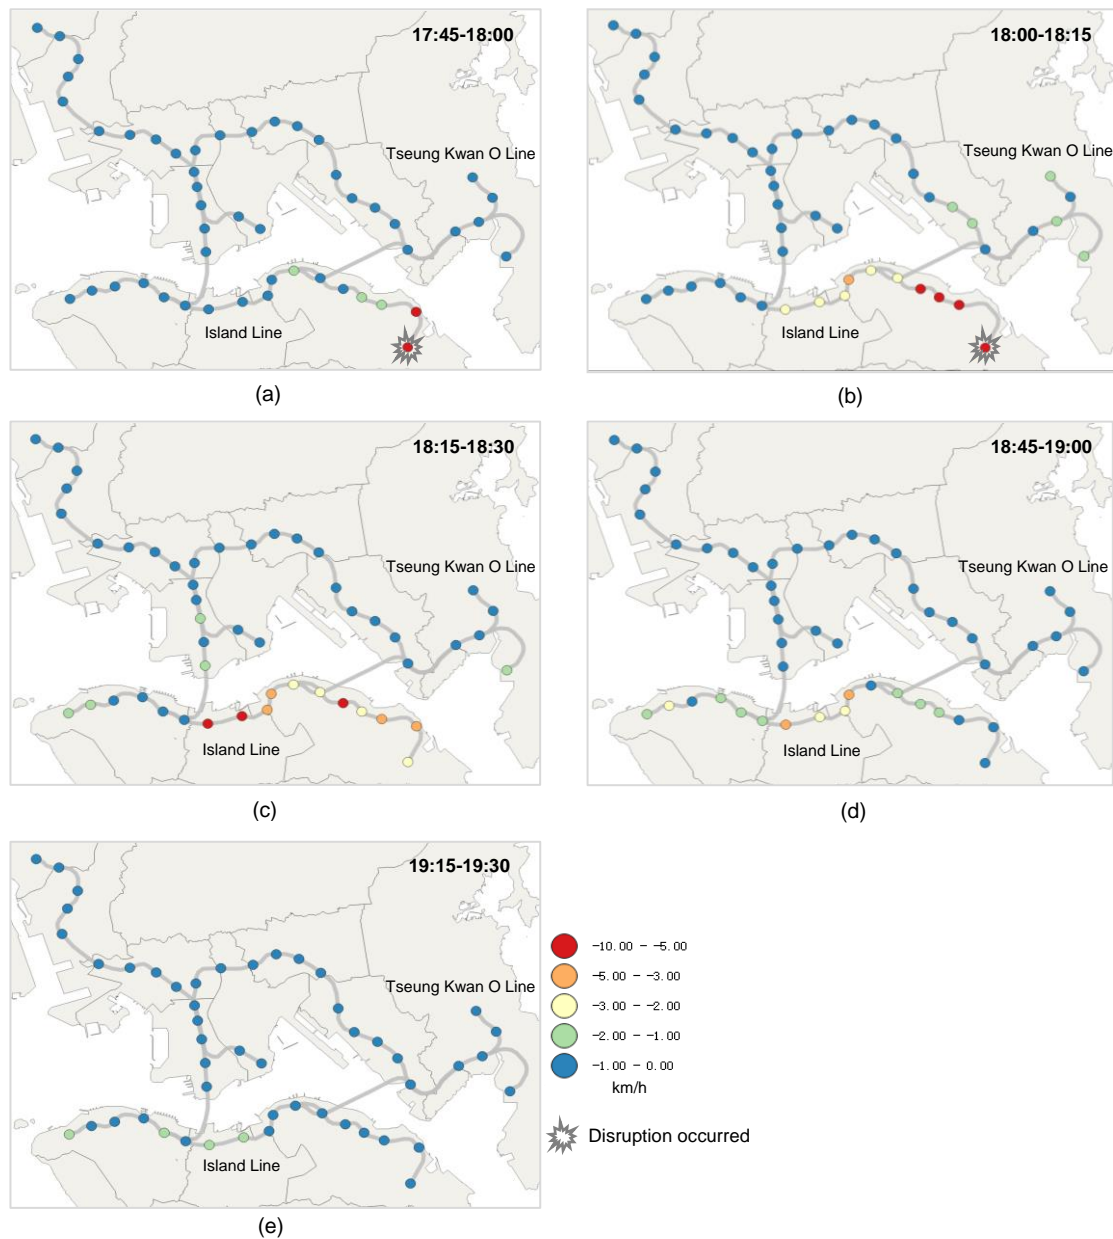 17:45-18:00
Tseung Kwan O Line
Island Line
(a)
18:00-18:15
Tseung Kwan O Line
Island Line
(b)
18:15-18:30
Tseung Kwan O Line
Island Line
(c)
18:45-19:00
Tseung Kwan O Line
Island Line
(d)
19:15-19:30
Tseung Kwan O Line
Island Line
(e)
-10.00 - -5.00
-5.00 - -3.00
-3.00 - -2.00
-2.00 - -1.00
-1.00 - 0.00
km/h
Disruption occurred